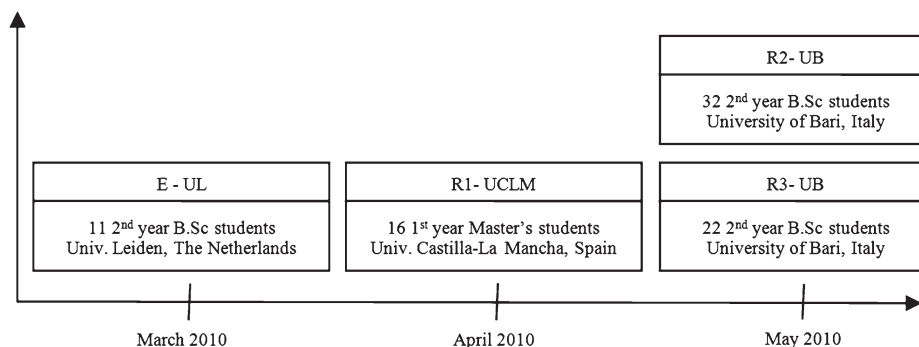 R2- UB
32 2nd year B.Sc students
University of Bari, Italy
E - UL
11 2nd year B.Sc students
Univ. Leiden, The Netherlands
R1- UCLM
16 1st year Master's students
Univ. Castilla-La Mancha, Spain
R3- UB
22 2nd year B.Sc students
University of Bari, Italy
March 2010
April 2010
May 2010